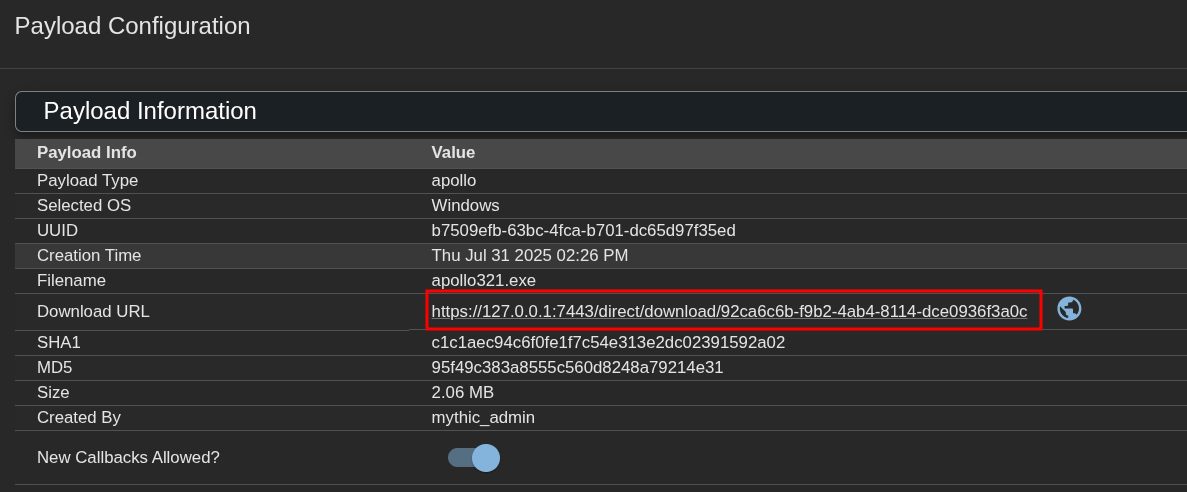 Payload Configuration
Payload Information
Payload Info Value
Payload Type apollo
Selected OS Windows
UUID b7509efb-63bc-4fca-b701-dc65d97f35ed
Creation Time Thu Jul 31 2025 02:26 PM
Filename apollo321.exe
Download URL https://127.0.0.1:7443/direct/download/92ca6c6b-f9b2-4ab4-8114-dce0936f3a0c
SHA1 c1c1aec94c6f0fe1f7c54e313e2dc02391592a02
MD5 95f49c383a8555c560d8248a79214e31
Size 2.06 MB
Created By mythic_admin
New Callbacks Allowed?